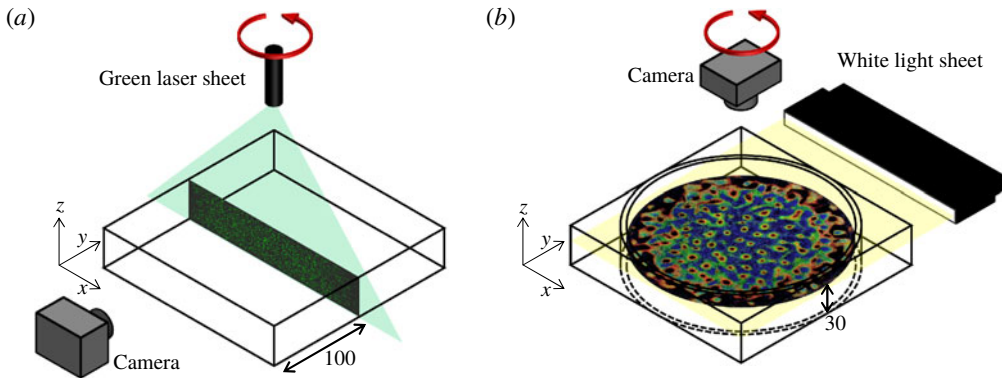 (a)
Green laser sheet
z
y
x
Camera
100
(b)
Camera
White light sheet
z
y
x
30